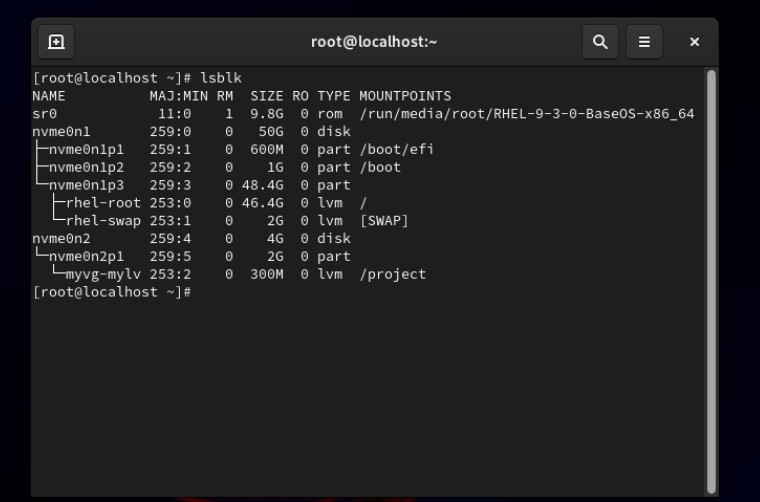 root@localhost:~
[root@localhost ~]# lsblk
NAME          MAJ:MIN RM  SIZE RO TYPE MOUNTPOINTS
sr0            11:0    1  9.8G  0 rom  /run/media/root/RHEL-9-3-0-BaseOS-x86_64
nvme0n1       259:0    0   50G  0 disk
├─nvme0n1p1   259:1    0  600M  0 part /boot/efi
├─nvme0n1p2   259:2    0    1G  0 part /boot
└─nvme0n1p3   259:3    0 48.4G  0 part
  ├─rhel-root 253:0    0 46.4G  0 lvm  /
  └─rhel-swap 253:1    0    2G  0 lvm  [SWAP]
nvme0n2       259:4    0    4G  0 disk
└─nvme0n2p1   259:5    0    2G  0 part
  └─myvg-mylv 253:2    0  300M  0 lvm  /project
[root@localhost ~]#